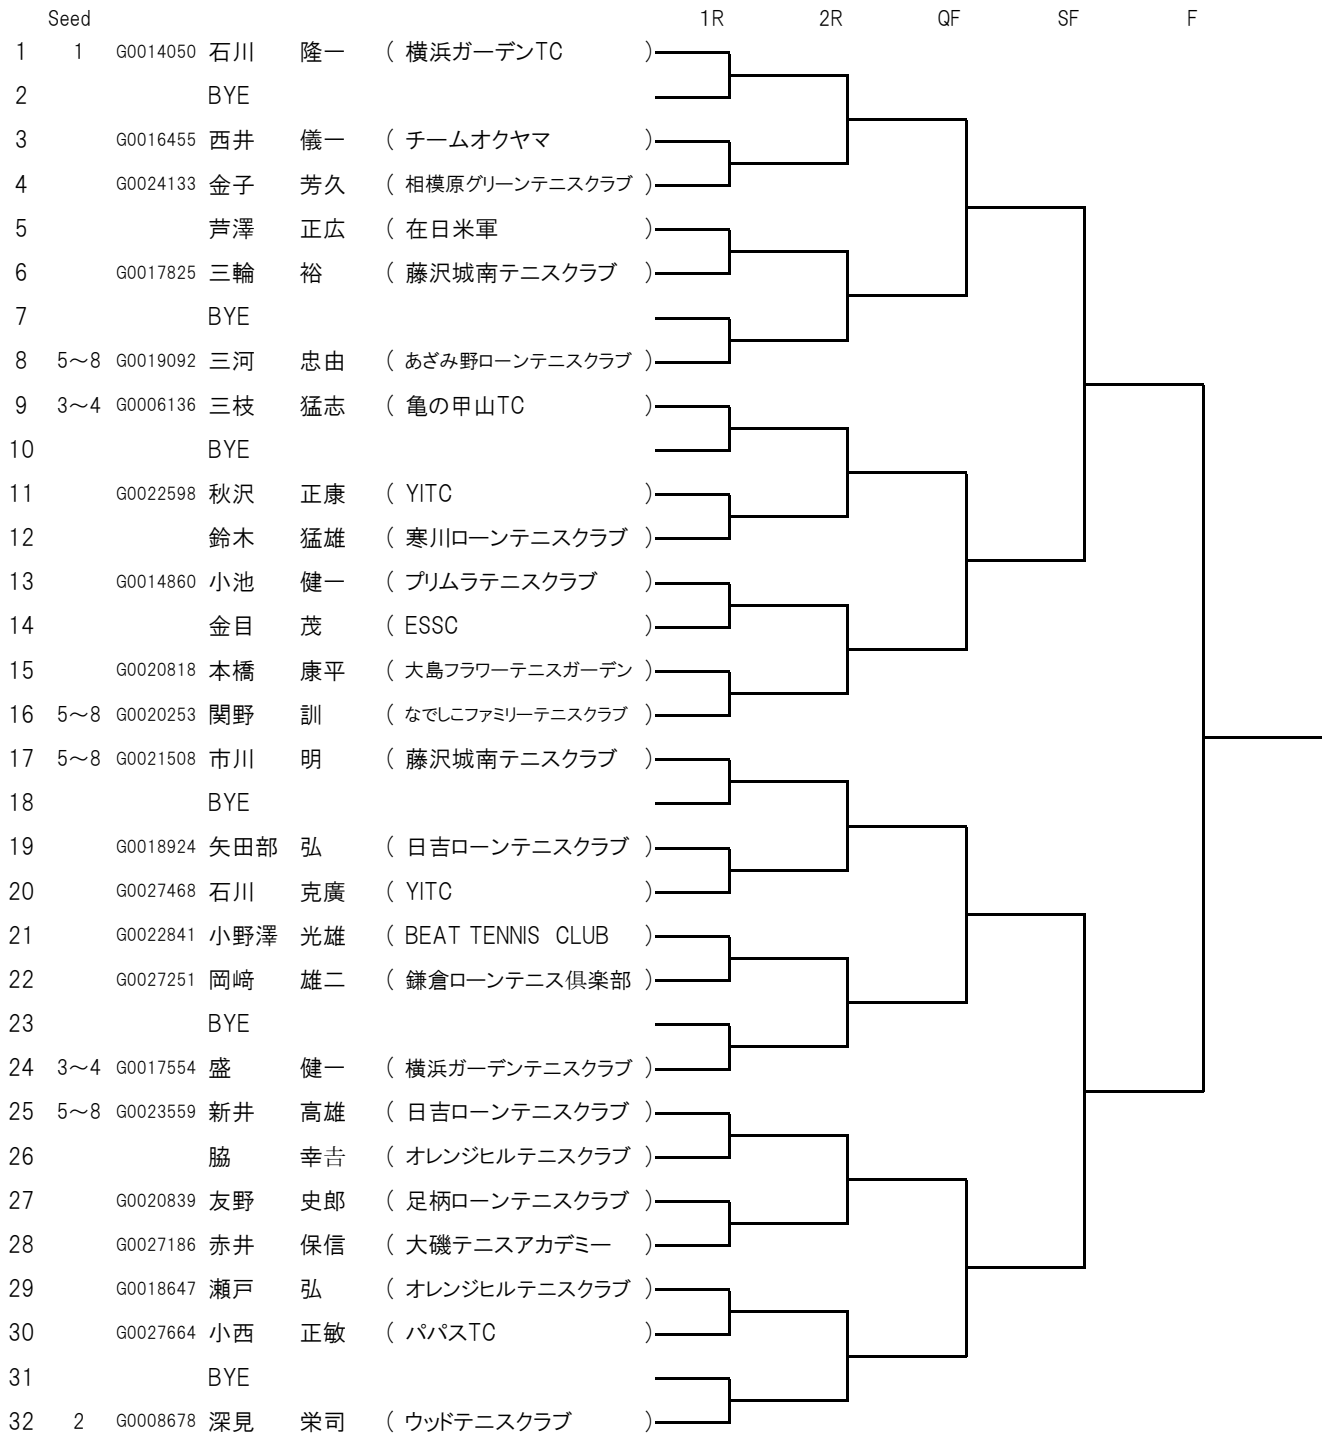 Seed 1R 2R QF SF F
1 1 G0014050 石川 隆一 ( 横浜ガーデンTC )
2 BYE
3 G0016455 西井 儀一 ( チームオクヤマ )
4 G0024133 金子 芳久 ( 相模原グリーンテニスクラブ )
5 芦澤 正広 ( 在日米軍 )
6 G0017825 三輪 裕 ( 藤沢城南テニスクラブ )
7 BYE
8 5～8 G0019092 三河 忠由 ( あざみ野ローンテニスクラブ )
9 3～4 G0006136 三枝 猛志 ( 亀の甲山TC )
10 BYE
11 G0022598 秋沢 正康 ( YITC )
12 鈴木 猛雄 ( 寒川ローンテニスクラブ )
13 G0014860 小池 健一 ( プリムラテニスクラブ )
14 金目 茂 ( ESSC )
15 G0020818 本橋 康平 ( 大島フラワーテニスガーデン )
16 5～8 G0020253 関野 訓 ( なでしこファミリーテニスクラブ )
17 5～8 G0021508 市川 明 ( 藤沢城南テニスクラブ )
18 BYE
19 G0018924 矢田部 弘 ( 日吉ローンテニスクラブ )
20 G0027468 石川 克廣 ( YITC )
21 G0022841 小野澤 光雄 ( BEAT TENNIS CLUB )
22 G0027251 岡﨑 雄二 ( 鎌倉ローンテニス倶楽部 )
23 BYE
24 3～4 G0017554 盛 健一 ( 横浜ガーデンテニスクラブ )
25 5～8 G0023559 新井 高雄 ( 日吉ローンテニスクラブ )
26 脇 幸𠮷 ( オレンジヒルテニスクラブ )
27 G0020839 友野 史郎 ( 足柄ローンテニスクラブ )
28 G0027186 赤井 保信 ( 大磯テニスアカデミー )
29 G0018647 瀬戸 弘 ( オレンジヒルテニスクラブ )
30 G0027664 小西 正敏 ( パパスTC )
31 BYE
32 2 G0008678 深見 栄司 ( ウッドテニスクラブ )